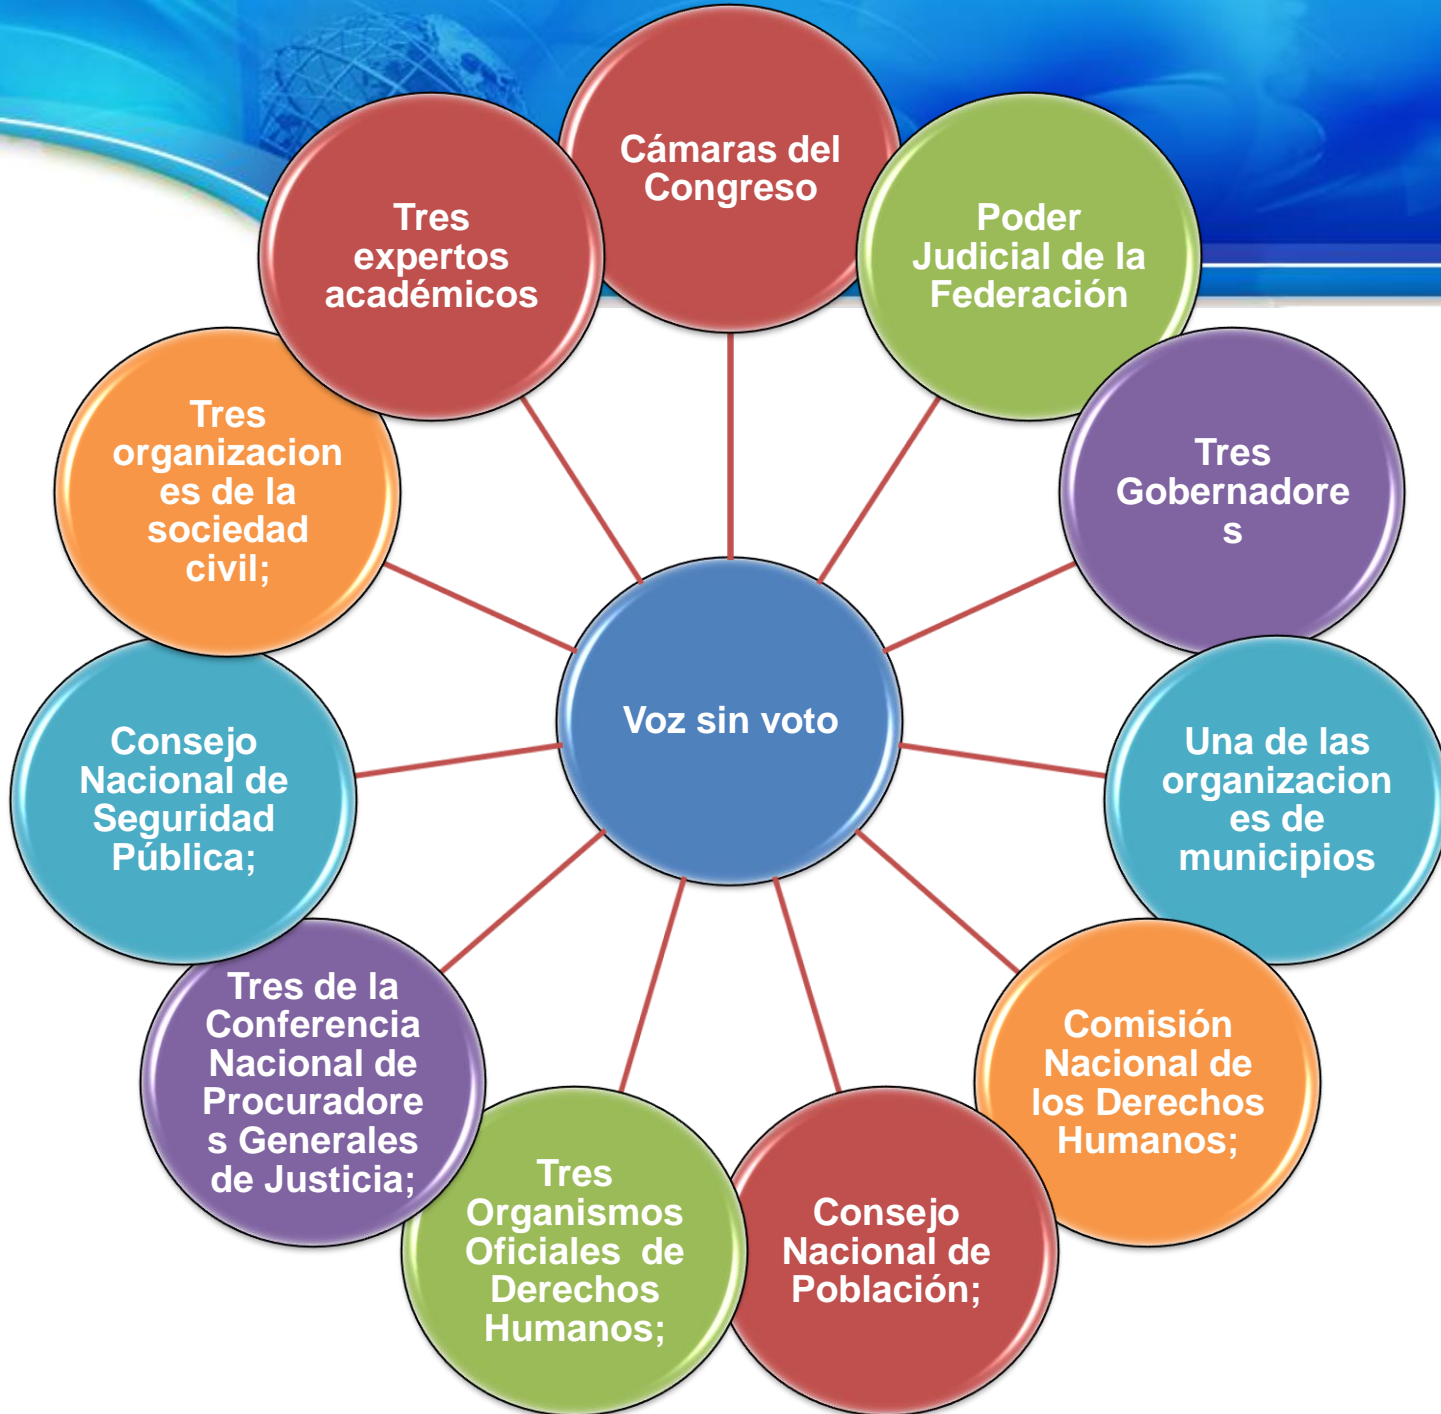 Cámaras del
Congreso
Poder
Judicial de la
Federación
Tres
Gobernadore
s
Una de las
organizacion
es de
municipios
Comisión
Nacional de
los Derechos
Humanos;
Consejo
Nacional de
Población;
Tres
Organismos
Oficiales de
Derechos
Humanos;
Tres de la
Conferencia
Nacional de
Procuradore
s Generales
de Justicia;
Consejo
Nacional de
Seguridad
Pública;
Tres
organizacion
es de la
sociedad
civil;
Tres
expertos
académicos
Voz sin voto